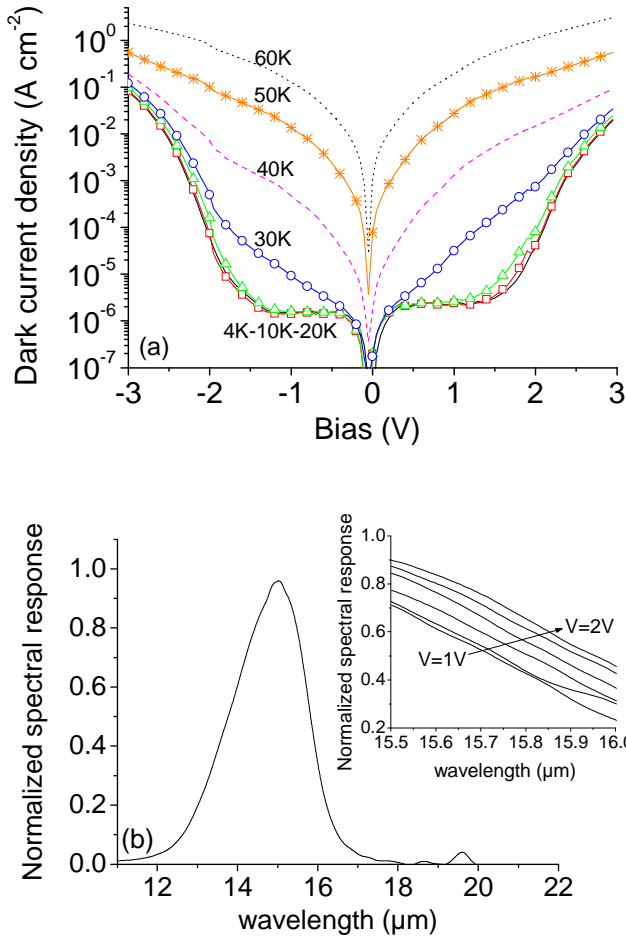 10^0
10^-1
10^-2
10^-3
10^-4
10^-5
10^-6
10^-7
Dark current density (A cm^-2)
60K
50K
40K
30K
4K-10K-20K
(a)
-3 -2 -1 0 1 2 3
Bias (V)
1.0
0.8
0.6
0.4
0.2
0.0
Normalized spectral response
(b)
12 14 16 18 20 22
wavelength (µm)
1.0
0.8
0.6
0.4
0.2
Normalized spectral response
V=2V
V=1V
15.5 15.6 15.7 15.8 15.9 16.0
wavelength (µm)